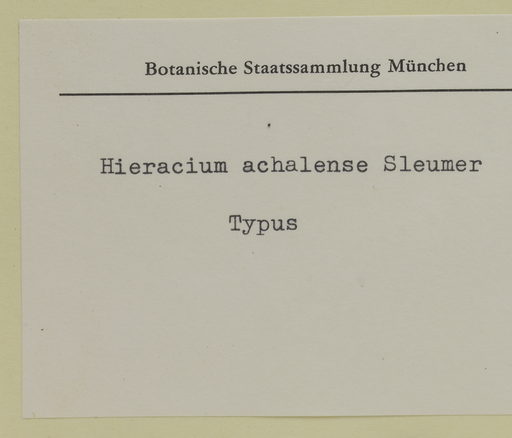 Botanische Staatssammlung München
Hieracium achalense Sleumer
Typus